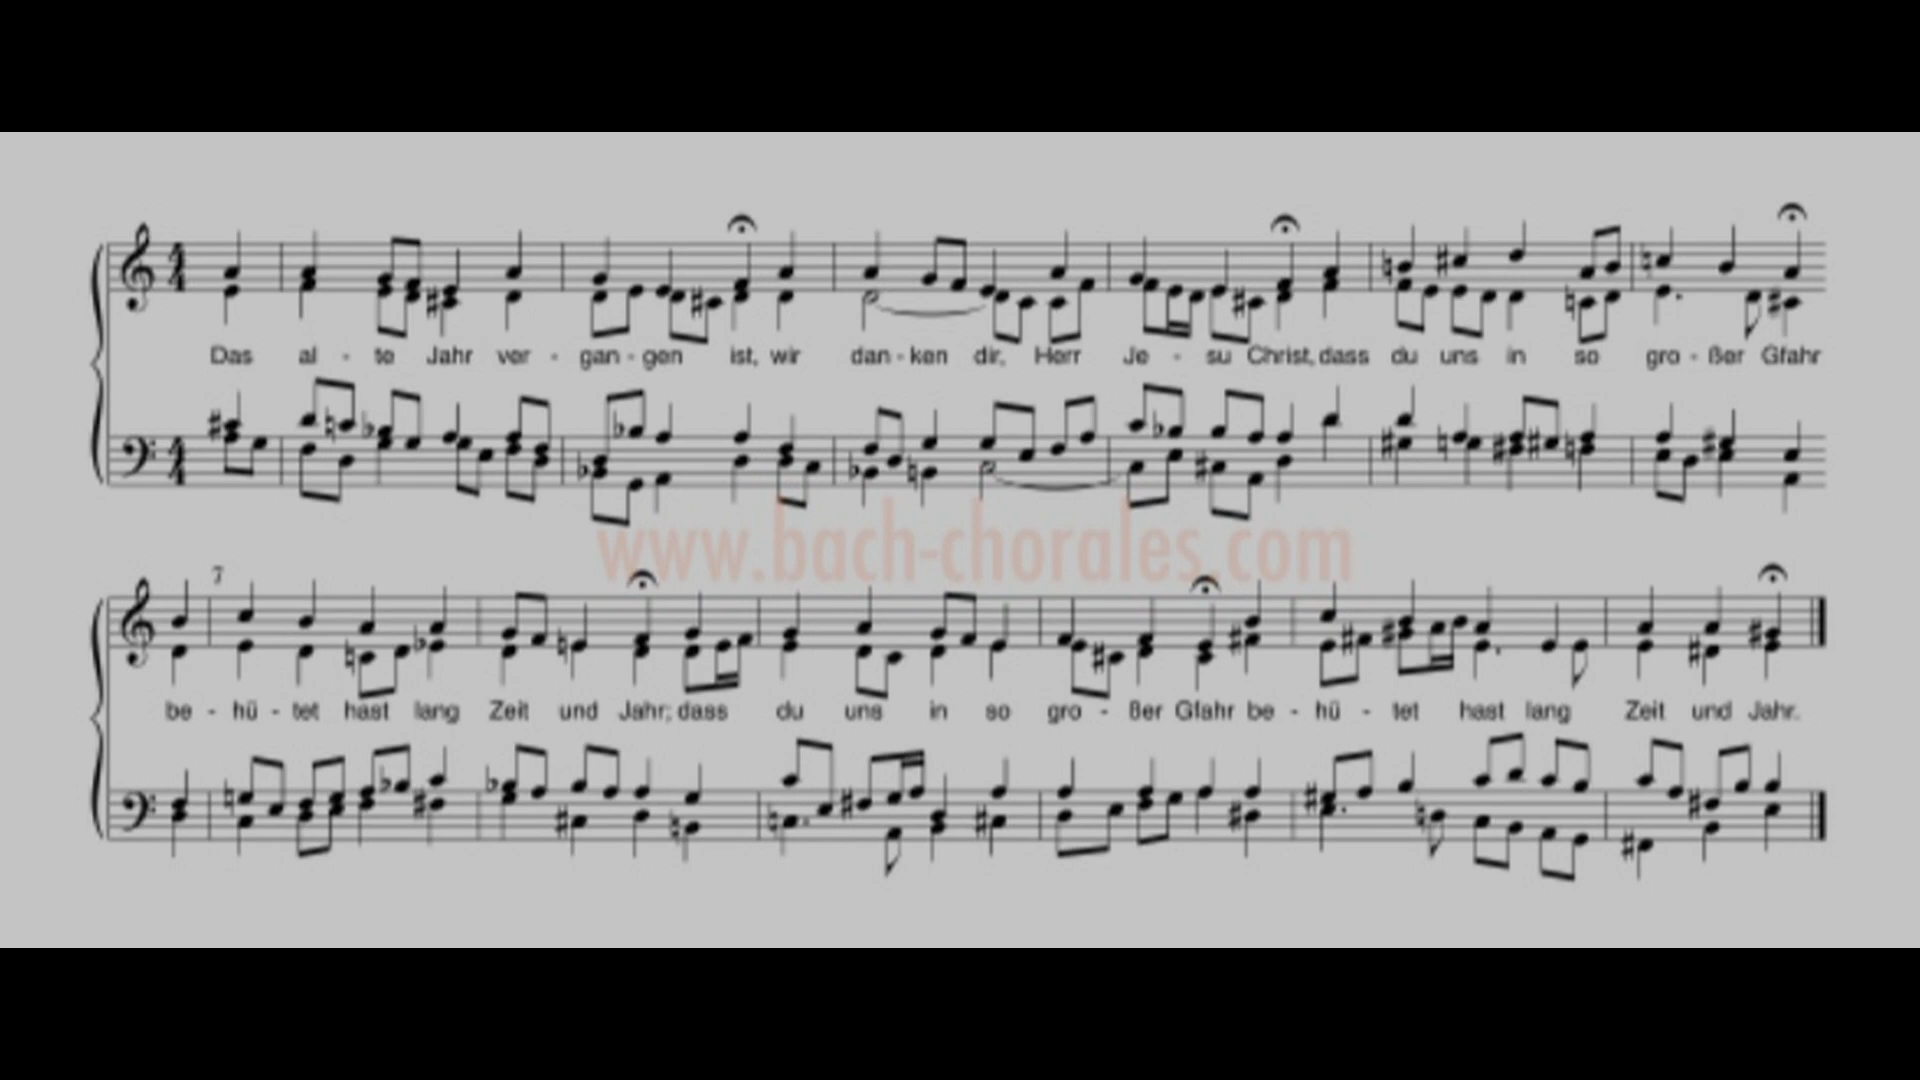 Das al - te Jahr ver - gan - gen ist, wir dan - ken dir, Herr Je - su Christ, dass du uns in so gro - ßer Gfahr
www.bach-chorales.com
7
be - hü - tet hast lang Zeit und Jahr; dass du uns in so gro - ßer Gfahr be - hü - tet hast lang Zeit und Jahr.